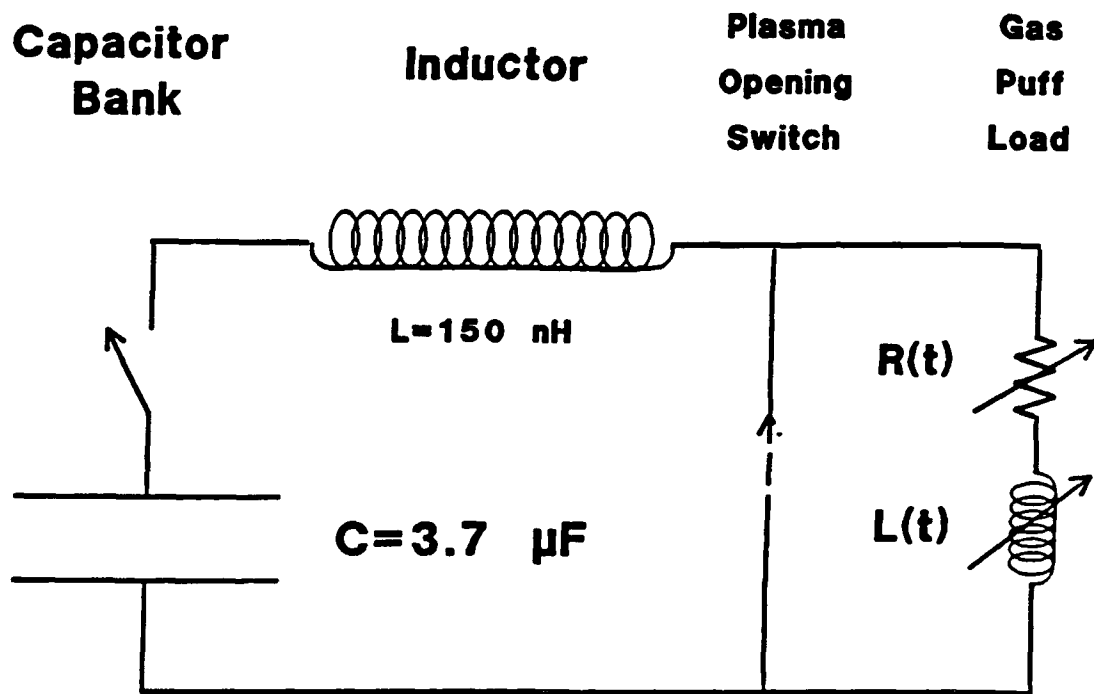 Capacitor
Bank
Inductor
Plasma
Opening
Switch
Gas
Puff
Load
L=150 nH
R(t)
C=3.7 µF
L(t)